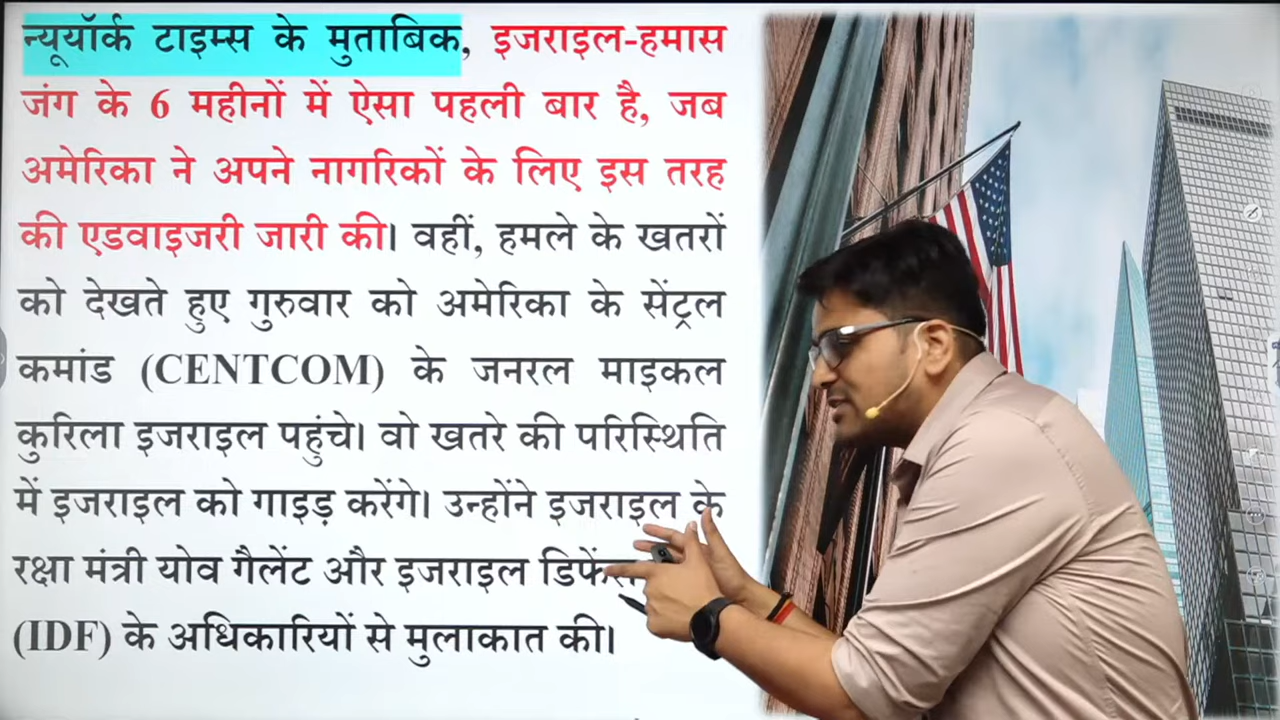 न्यूयॉर्क टाइम्स के मुताबिक, इजराइल-हमास
जंग के 6 महीनों में ऐसा पहली बार है, जब
अमेरिका ने अपने नागरिकों के लिए इस तरह
की एडवाइजरी जारी की। वहीं, हमले के खतरों
को देखते हुए गुरुवार को अमेरिका के सेंट्रल
कमांड (CENTCOM) के जनरल माइकल
कुरिला इजराइल पहुंचे। वो खतरे की परिस्थिति
में इजराइल को गाइड़ करेंगे। उन्होंने इजराइल के
रक्षा मंत्री योव गैलेंट और इजराइल
(IDF) के अधिकारियों से मुलाकात की।